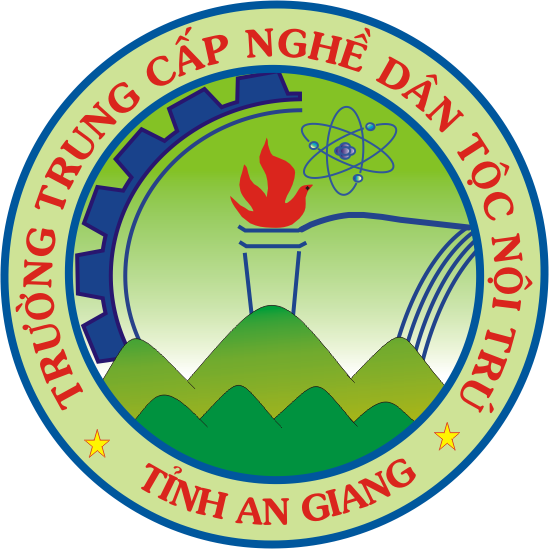 TRƯỜNG TRUNG CẤP NGHỀ DÂN TỘC NỘI TRÚ
TỈNH AN GIANG